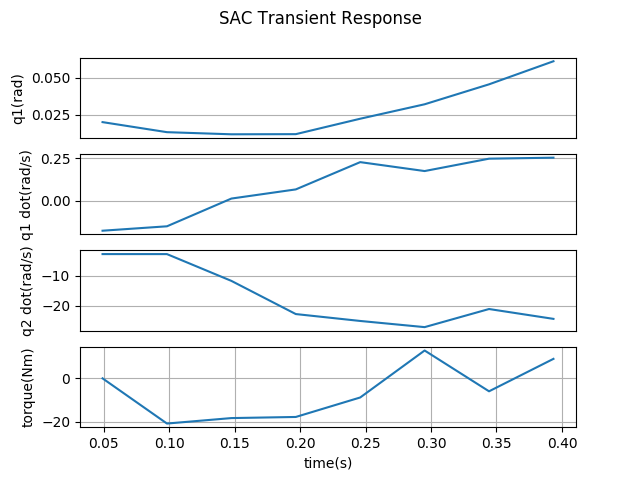 SAC Transient Response
q1(rad)
0.050
0.025
q1 dot(rad/s)
0.25
0.00
q2 dot(rad/s)
−10
−20
torque(Nm)
0
−20
0.05 0.10 0.15 0.20 0.25 0.30 0.35 0.40
time(s)